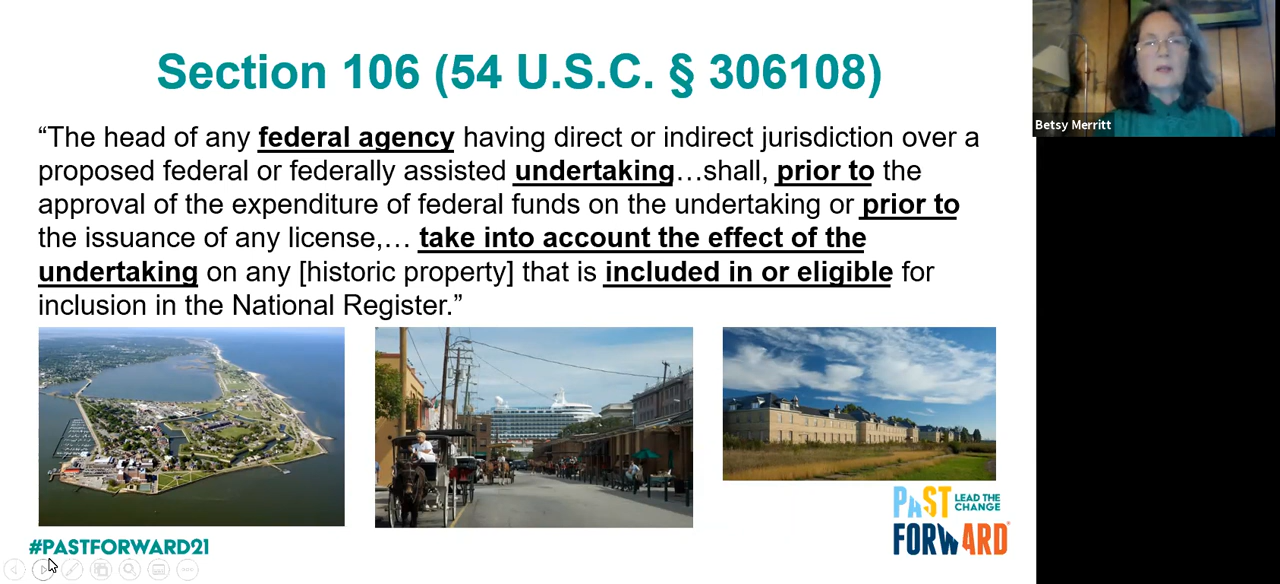 Section 106 (54 U.S.C. § 306108)
“The head of any federal agency having direct or indirect jurisdiction over a
proposed federal or federally assisted undertaking…shall, prior to the
approval of the expenditure of federal funds on the undertaking or prior to
the issuance of any license,… take into account the effect of the
undertaking on any [historic property] that is included in or eligible for
inclusion in the National Register.”
#PASTFORWARD21
PAST
LEAD THE
CHANGE
FORWARD
Betsy Merritt